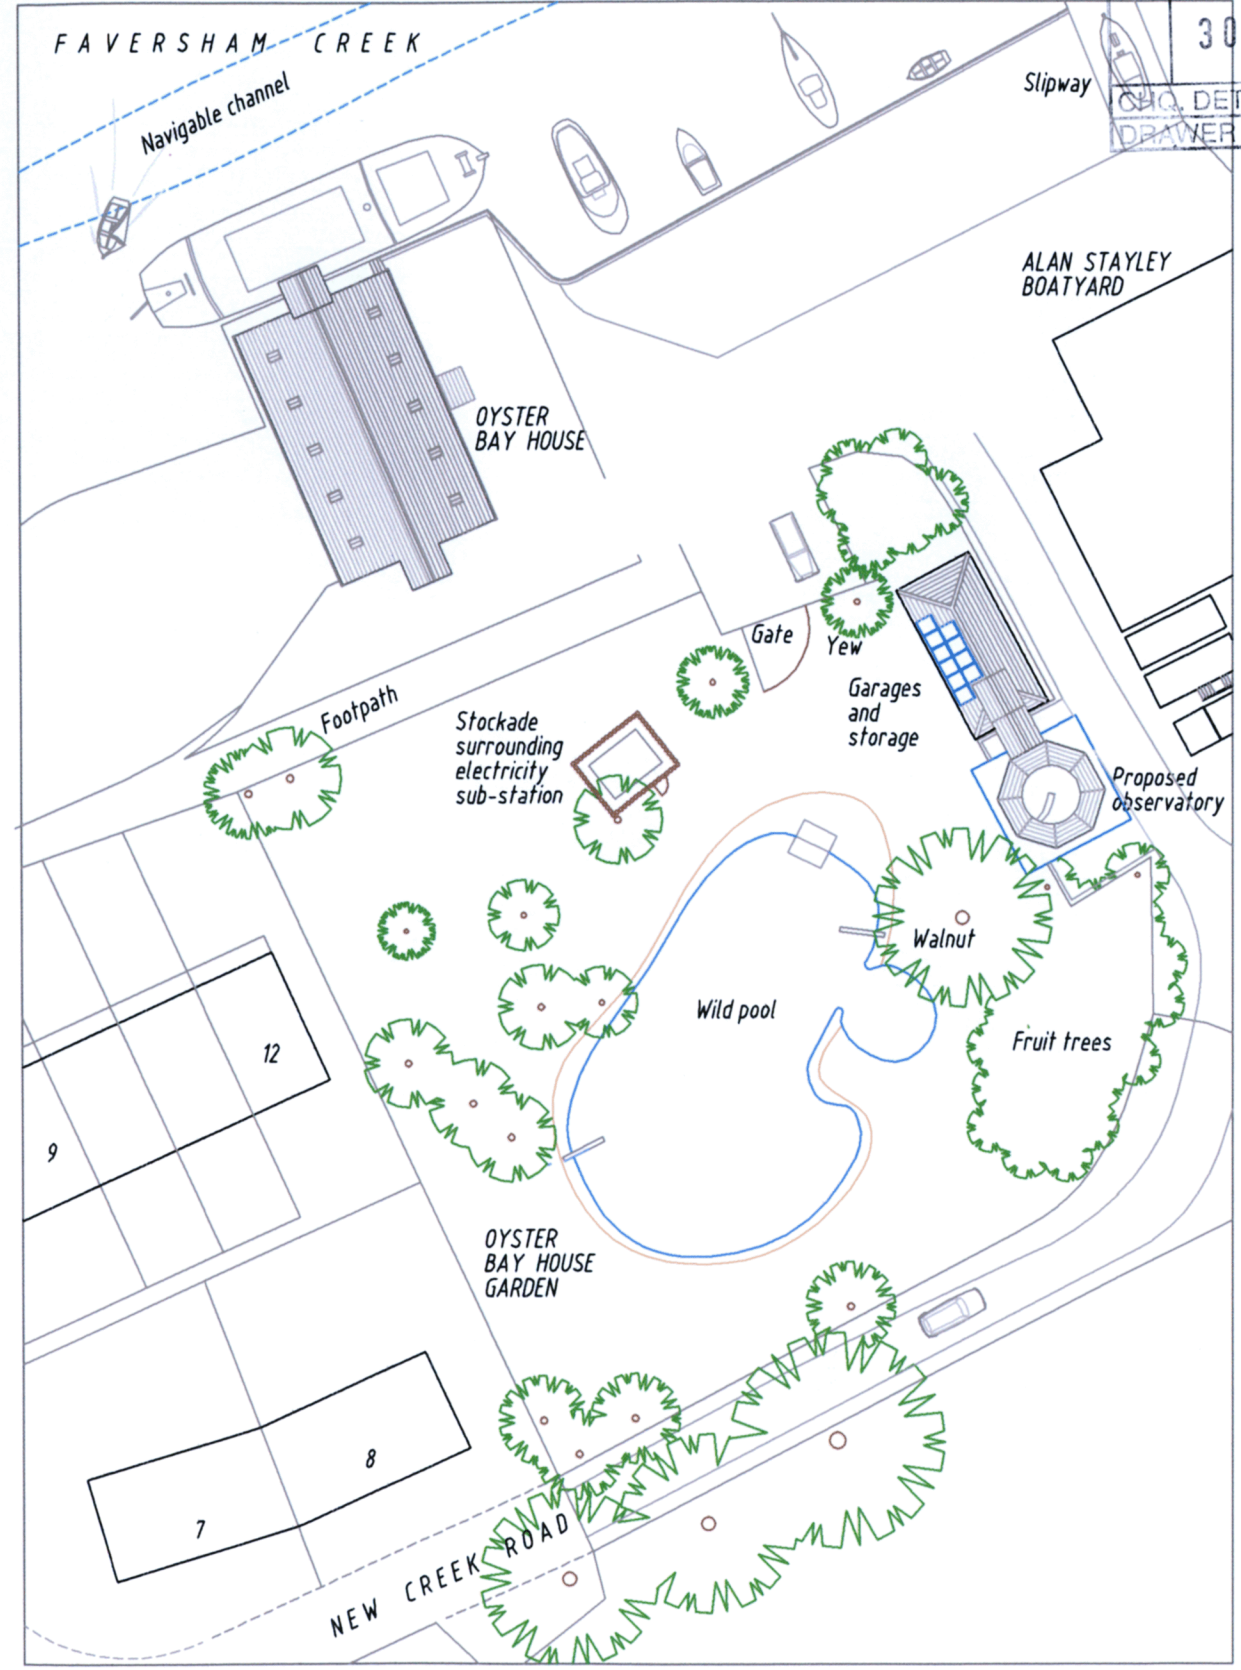 FAVERSHAM CREEK
30
Navigable channel
Slipway
CHQ. DET
DRAWER
ALAN STAYLEY
BOATYARD
OYSTER
BAY HOUSE
Gate
Yew
Footpath
Stockade
surrounding
electricity
sub-station
Garages
and
storage
Proposed
observatory
Walnut
Wild pool
Fruit trees
12
9
OYSTER
BAY HOUSE
GARDEN
8
7
NEW CREEK ROAD